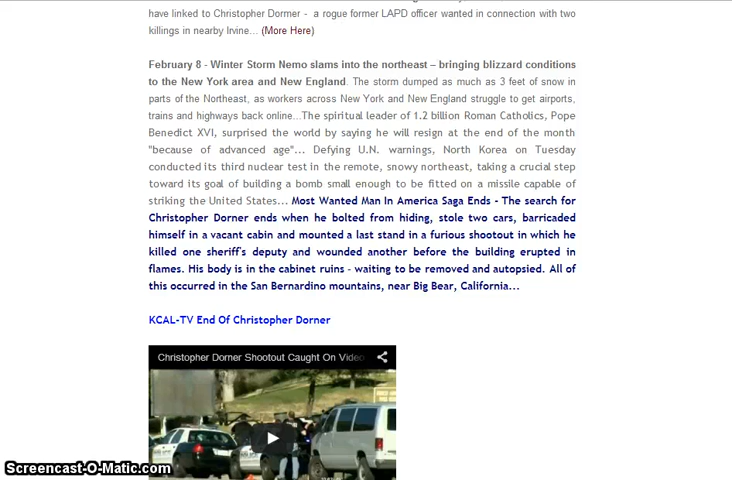 have linked to Christopher Dormer - a rogue former LAPD officer wanted in connection with two
killings in nearby Irvine... (More Here)
February 8 - Winter Storm Nemo slams into the northeast – bringing blizzard conditions
to the New York area and New England. The storm dumped as much as 3 feet of snow in
parts of the Northeast, as workers across New York and New England struggle to get airports,
trains and highways back online...The spiritual leader of 1.2 billion Roman Catholics, Pope
Benedict XVI, surprised the world by saying he will resign at the end of the month
"because of advanced age"... Defying U.N. warnings, North Korea on Tuesday
conducted its third nuclear test in the remote, snowy northeast, taking a crucial step
toward its goal of building a bomb small enough to be fitted on a missile capable of
striking the United States... Most Wanted Man In America Saga Ends - The search for
Christopher Dorner ends when he bolted from hiding, stole two cars, barricaded
himself in a vacant cabin and mounted a last stand in a furious shootout in which he
killed one sheriff's deputy and wounded another before the building erupted in
flames. His body is in the cabinet ruins - waiting to be removed and autopsied. All of
this occurred in the San Bernardino mountains, near Big Bear, California...
KCAL-TV End Of Christopher Dorner
Christopher Dorner Shootout Caught On Video
Screencast-O-Matic.com